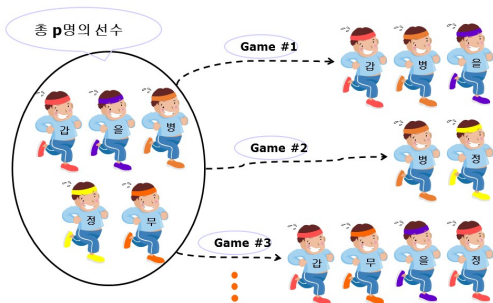 총 p명의 선수
Game #1
갑 병 을
갑 을 병
Game #2
병 정
정 무
Game #3
갑 무 을 정